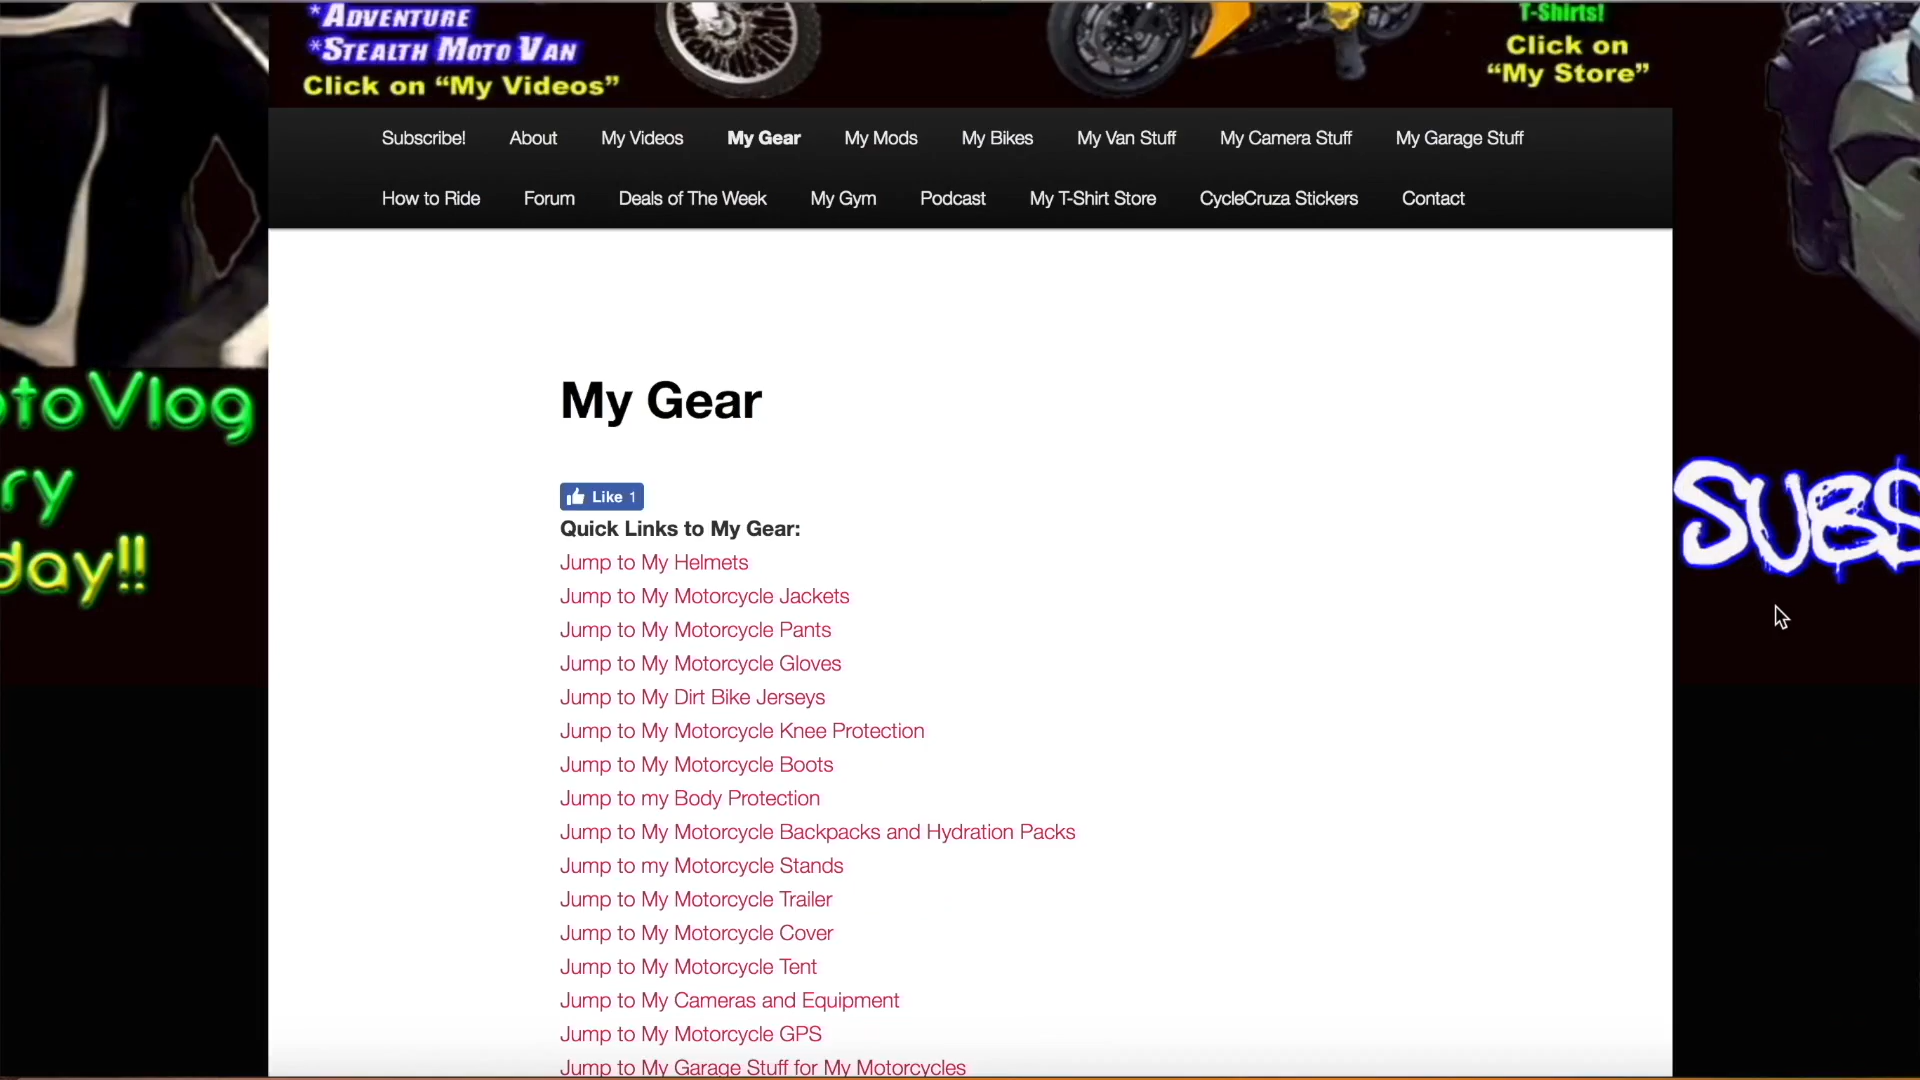 *Adventure
*Stealth Moto Van
Click on “My Videos”
T-Shirts!
Click on
“My Store”
Subscribe! About My Videos My Gear My Mods My Bikes My Van Stuff My Camera Stuff My Garage Stuff
How to Ride Forum Deals of The Week My Gym Podcast My T-Shirt Store CycleCruza Stickers Contact
My Gear
Like 1
Quick Links to My Gear:
Jump to My Helmets
Jump to My Motorcycle Jackets
Jump to My Motorcycle Pants
Jump to My Motorcycle Gloves
Jump to My Dirt Bike Jerseys
Jump to My Motorcycle Knee Protection
Jump to My Motorcycle Boots
Jump to my Body Protection
Jump to My Motorcycle Backpacks and Hydration Packs
Jump to my Motorcycle Stands
Jump to My Motorcycle Trailer
Jump to My Motorcycle Cover
Jump to My Motorcycle Tent
Jump to My Cameras and Equipment
Jump to My Motorcycle GPS
Jump to My Garage Stuff for My Motorcycles
otoVlog
ry
day!!
SUBS